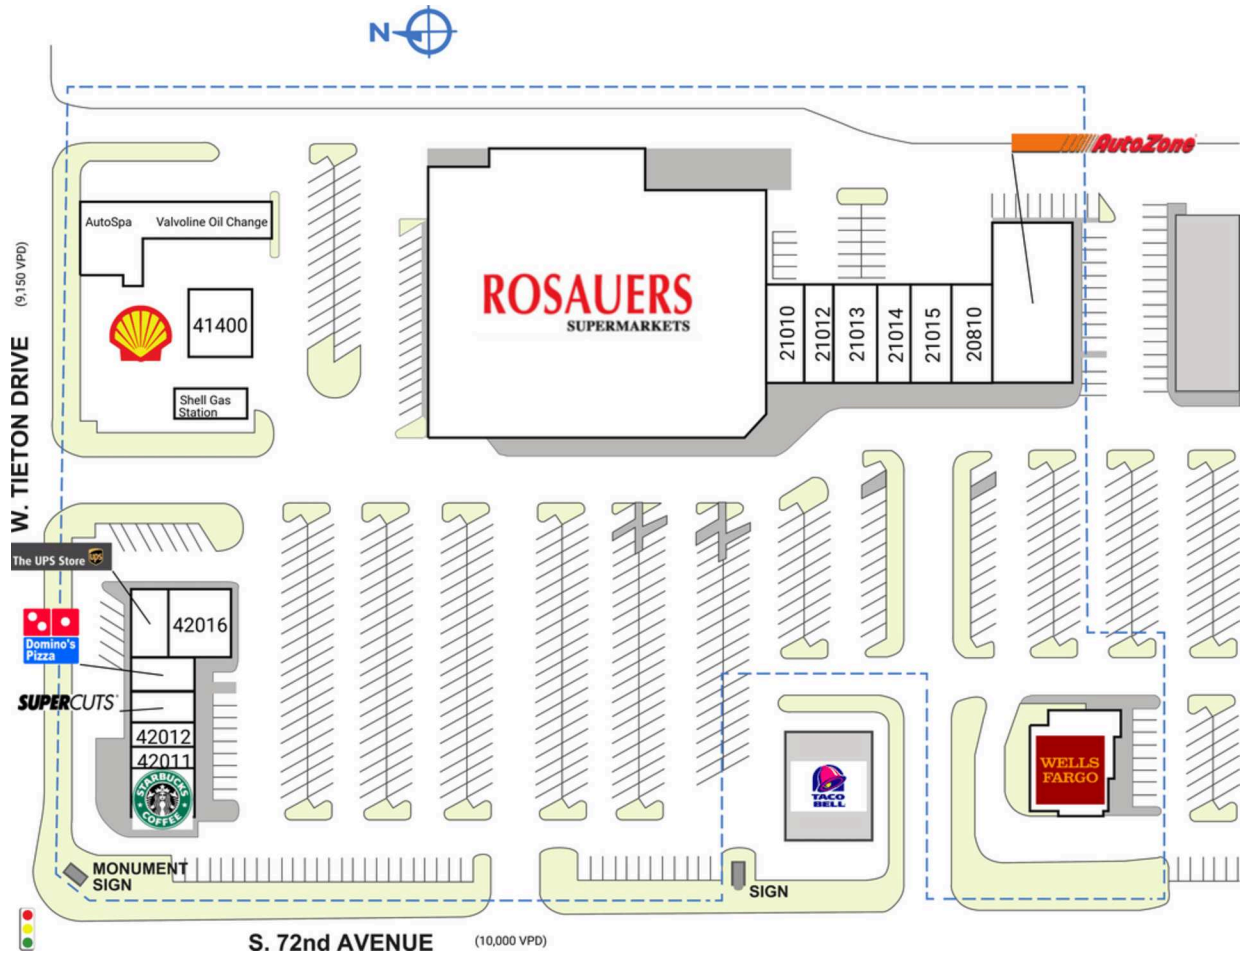 N
AutoZone
AutoSpa
Valvoline Oil Change
(9,150 VPD)
W. TIETON DRIVE
41400
Shell Gas
Station
ROSAUERS
SUPERMARKETS
21010
21012
21013
21014
21015
20810
The UPS Store
ups
42016
Domino's
Pizza
SUPERCUTS
42012
42011
STARBUCKS
COFFEE
TACO
BELL
WELLS
FARGO
MONUMENT
SIGN
SIGN
S. 72nd AVENUE
(10,000 VPD)